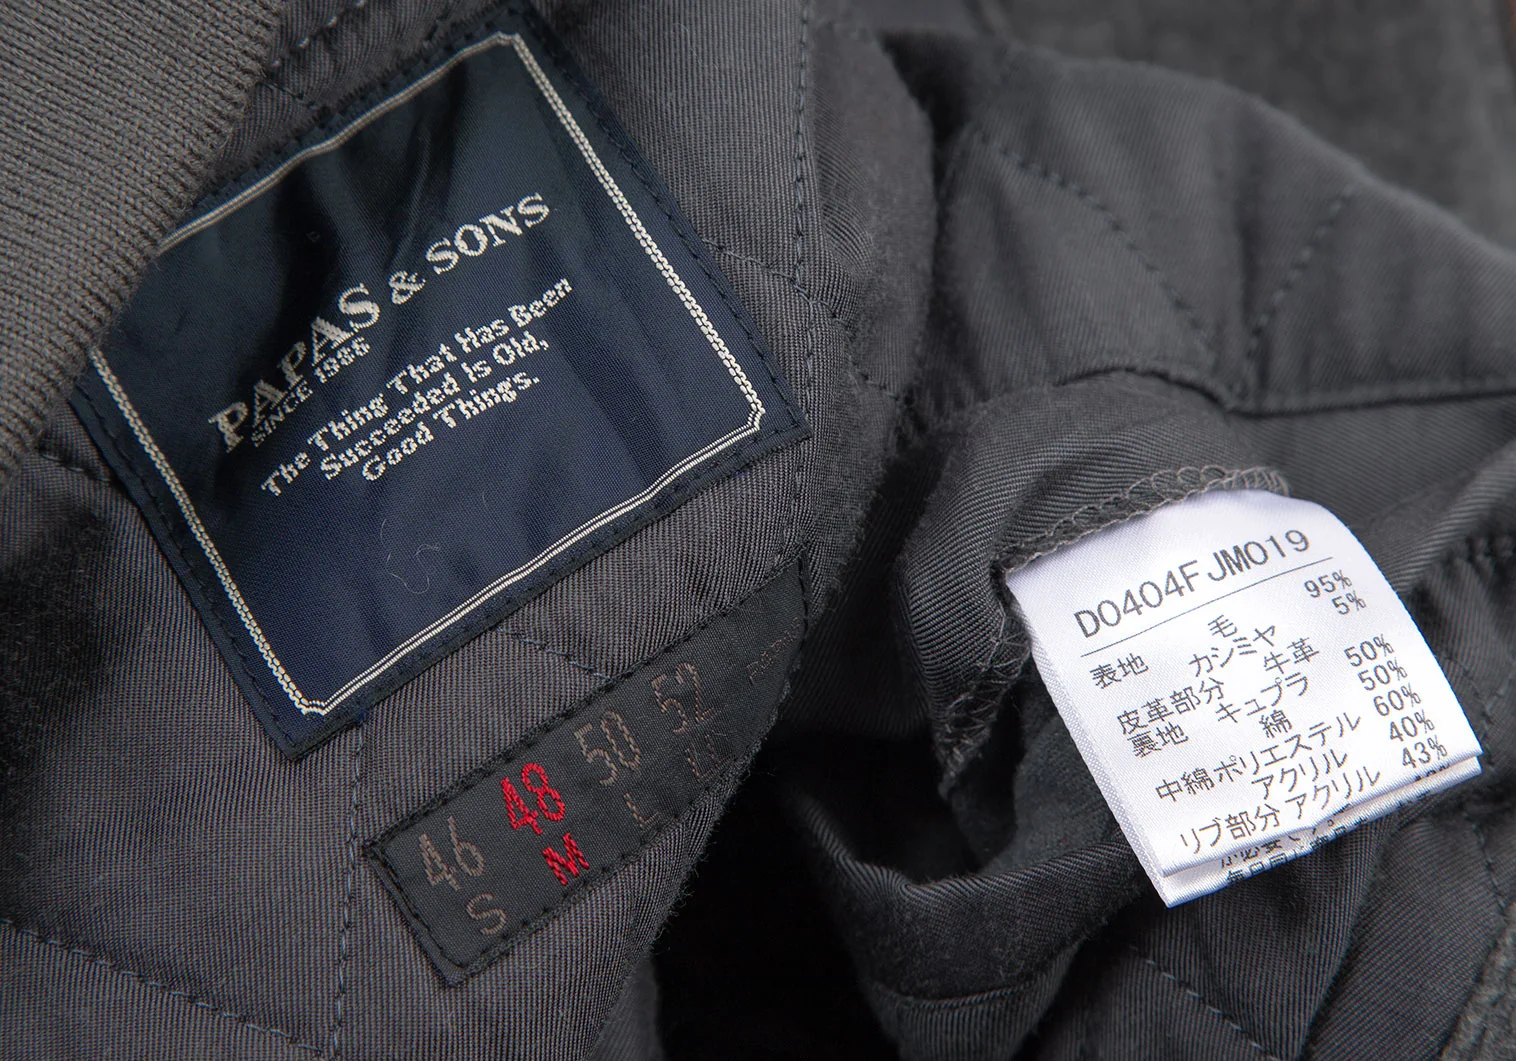 PAPAS & SONS
SINCE 1986
The Thing That Has Been
Succeeded Is Old,
Good Things.
46 48 50 52
S M L LL
D0404FJM019
表地 毛 95%
カシミヤ 5%
皮革部分 牛革
裏地 キュプラ 50%
綿 50%
中綿 ポリエステル 60%
アクリル 40%
リブ部分 アクリル 43%